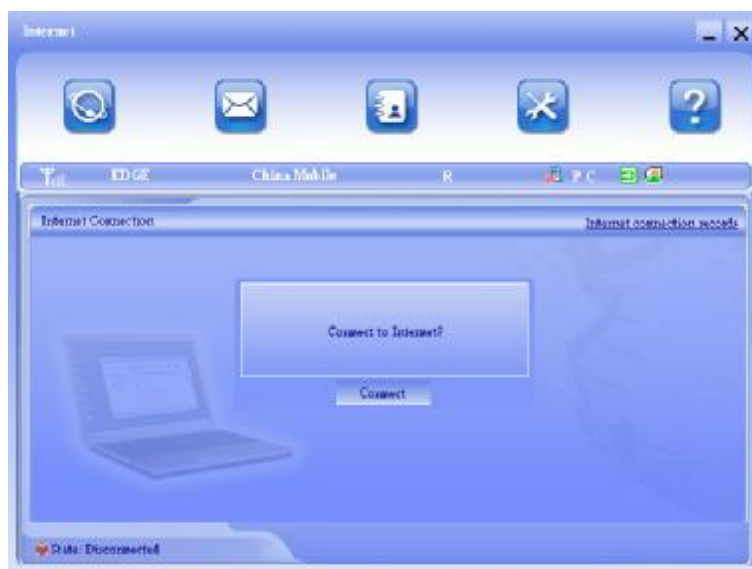 Internet
?
EDGE China Mobile R P C
Internet Connection Internet connection records
Connect to Internet?
Connect
State: Disconnected